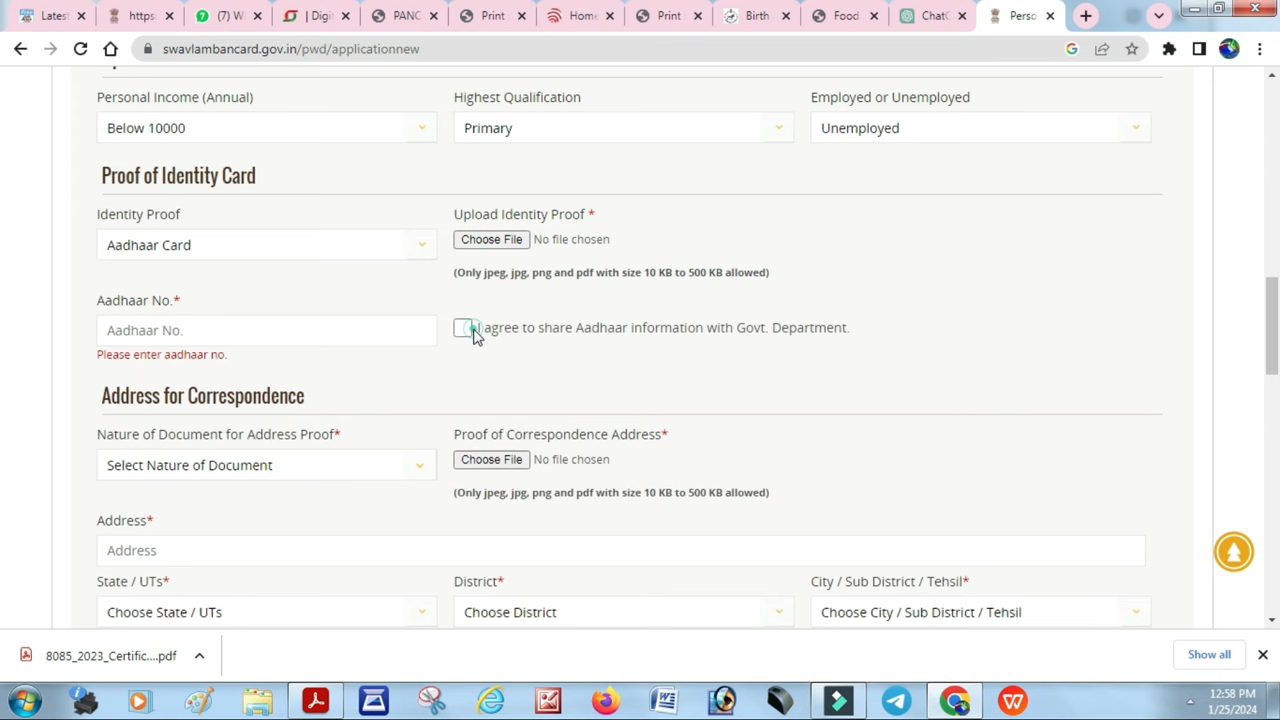 Latest
https:
(7) W
| Digi
PANC
Print
Home
Print
Birth
Food
ChatG
Perso
swavlambancard.gov.in/pwd/applicationnew
Personal Income (Annual)
Highest Qualification
Employed or Unemployed
Below 10000
Primary
Unemployed
Proof of Identity Card
Identity Proof
Upload Identity Proof *
Aadhaar Card
Choose File No file chosen
(Only jpeg, jpg, png and pdf with size 10 KB to 500 KB allowed)
Aadhaar No.*
Aadhaar No.
I agree to share Aadhaar information with Govt. Department.
Please enter aadhaar no.
Address for Correspondence
Nature of Document for Address Proof*
Proof of Correspondence Address*
Select Nature of Document
Choose File No file chosen
(Only jpeg, jpg, png and pdf with size 10 KB to 500 KB allowed)
Address*
Address
State / UTs*
District*
City / Sub District / Tehsil*
Choose State / UTs
Choose District
Choose City / Sub District / Tehsil
8085_2023_Certific....pdf
Show all
12:58 PM
1/25/2024